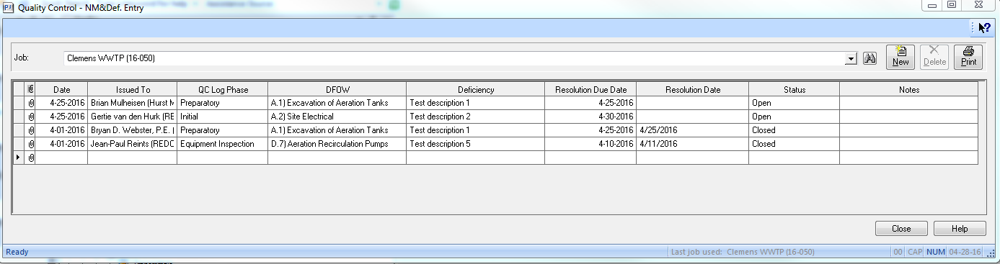 Quality Control - NM&Def. Entry
Job: Clemens WWTP (16-050) New Delete Print
Date Issued To QC Log Phase DFOW Deficiency Resolution Due Date Resolution Date Status Notes
4-25-2016 Brian Mulheisen (Hurst M Preparatory A.1) Excavation of Aeration Tanks Test description 1 4-25-2016 Open
4-25-2016 Gertie van den Hurk (RE Initial A.2) Site Electrical Test description 2 4-30-2016 Open
4-01-2016 Bryan D. Webster, P.E. ( Preparatory A.1) Excavation of Aeration Tanks Test description 1 4-25-2016 4/25/2016 Closed
4-01-2016 Jean-Paul Reints (REDC Equipment Inspection D.7) Aeration Recirculation Pumps Test description 5 4-10-2016 4/11/2016 Closed
Close Help
Ready Last job used: Clemens WWTP (16-050) 00 CAP NUM 04-28-16